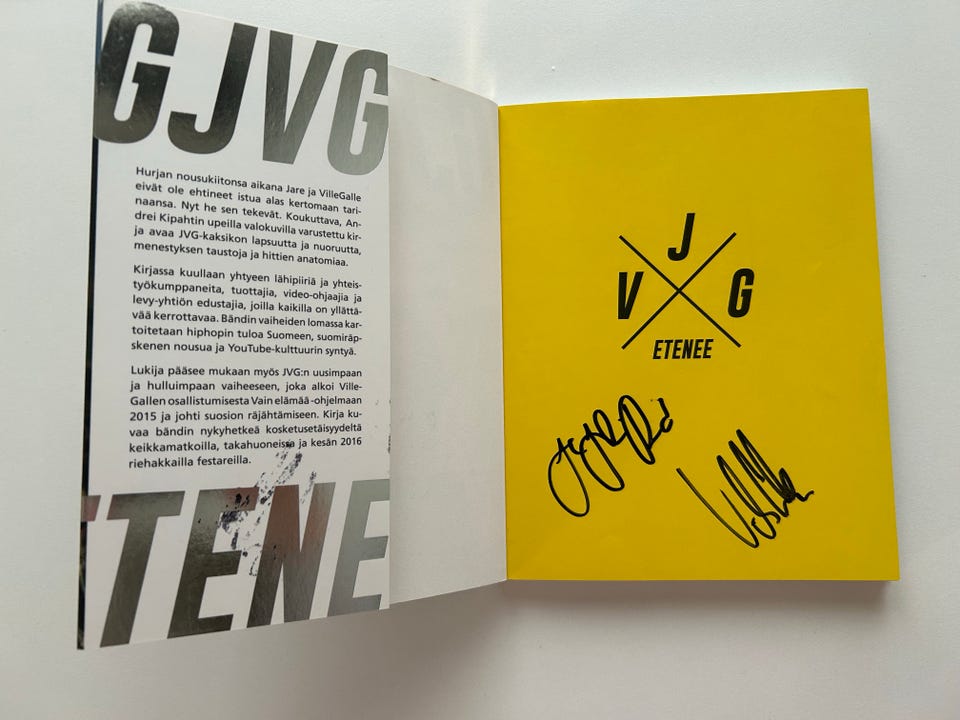 GJVG
Hurjan nousukiitonsa aikana Jare ja VilleGalle
eivät ole ehtineet istua alas kertomaan tari-
naansa. Nyt he sen tekevät. Koukuttava, An-
drei Kipahtin upeilla valokuvilla varustettu kir-
ja avaa JVG-kaksikon lapsuutta ja nuoruutta,
menestyksen taustoja ja hittien anatomiaa.
Kirjassa kuullaan yhtyeen lähipiiriä ja yhteis-
työkumppaneita, tuottajia, video-ohjaajia ja
levy-yhtiön edustajia, joilla kaikilla on yllättä-
vää kerrottavaa. Bändin vaiheiden lomassa kar-
toitetaan hiphopin tuloa Suomeen, suomiräp-
skenen nousua ja YouTube-kulttuurin syntyä.
Lukija pääsee mukaan myös JVG:n uusimpaan
ja hulluimpaan vaiheeseen, joka alkoi Ville-
Gallen osallistumisesta Vain elämää -ohjelmaan
2015 ja johti suosion räjähtämiseen. Kirja ku-
vaa bändin nykyhetkeä kosketusetäisyydeltä
keikkamatkoilla, takahuoneissa ja kesän 2016
riehakkailla festareilla.
ETENE
J
V G
ETENEE